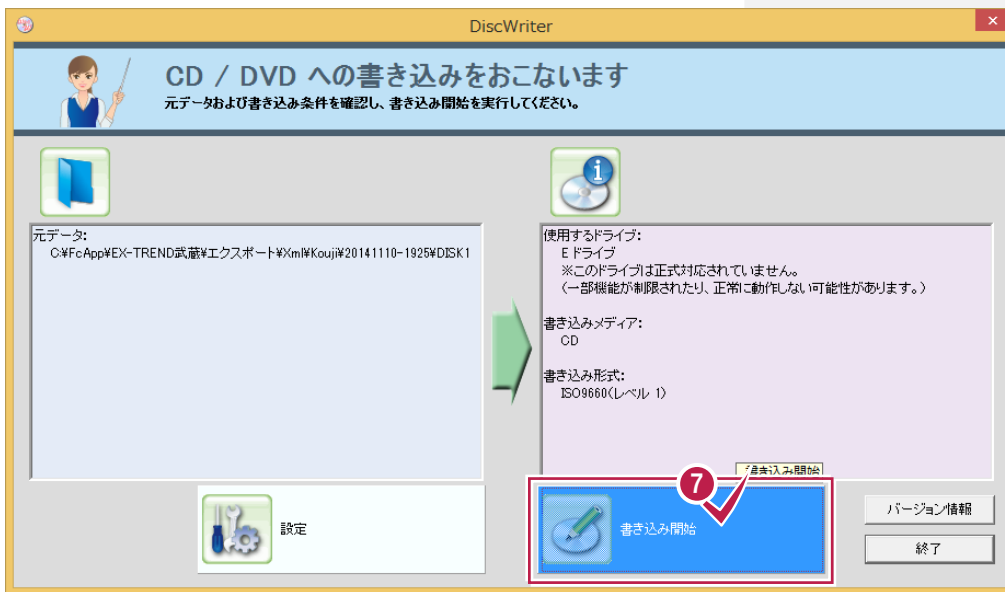 DiscWriter
CD / DVD への書き込みをおこないます
元データおよび書き込み条件を確認し、書き込み開始を実行してください。
元データ:
C:¥FcApp¥EX-TREND武蔵¥エクスポート¥Xml¥Kouji¥20141110-1925¥DISK1
使用するドライブ:
E ドライブ
※このドライブは正式対応されていません。
(一部機能が制限されたり、正常に動作しない可能性があります。)
書き込みメディア:
CD
書き込み形式:
ISO9660(レベル 1)
書き込み開始
7
設定
書き込み開始
バージョン情報
終了